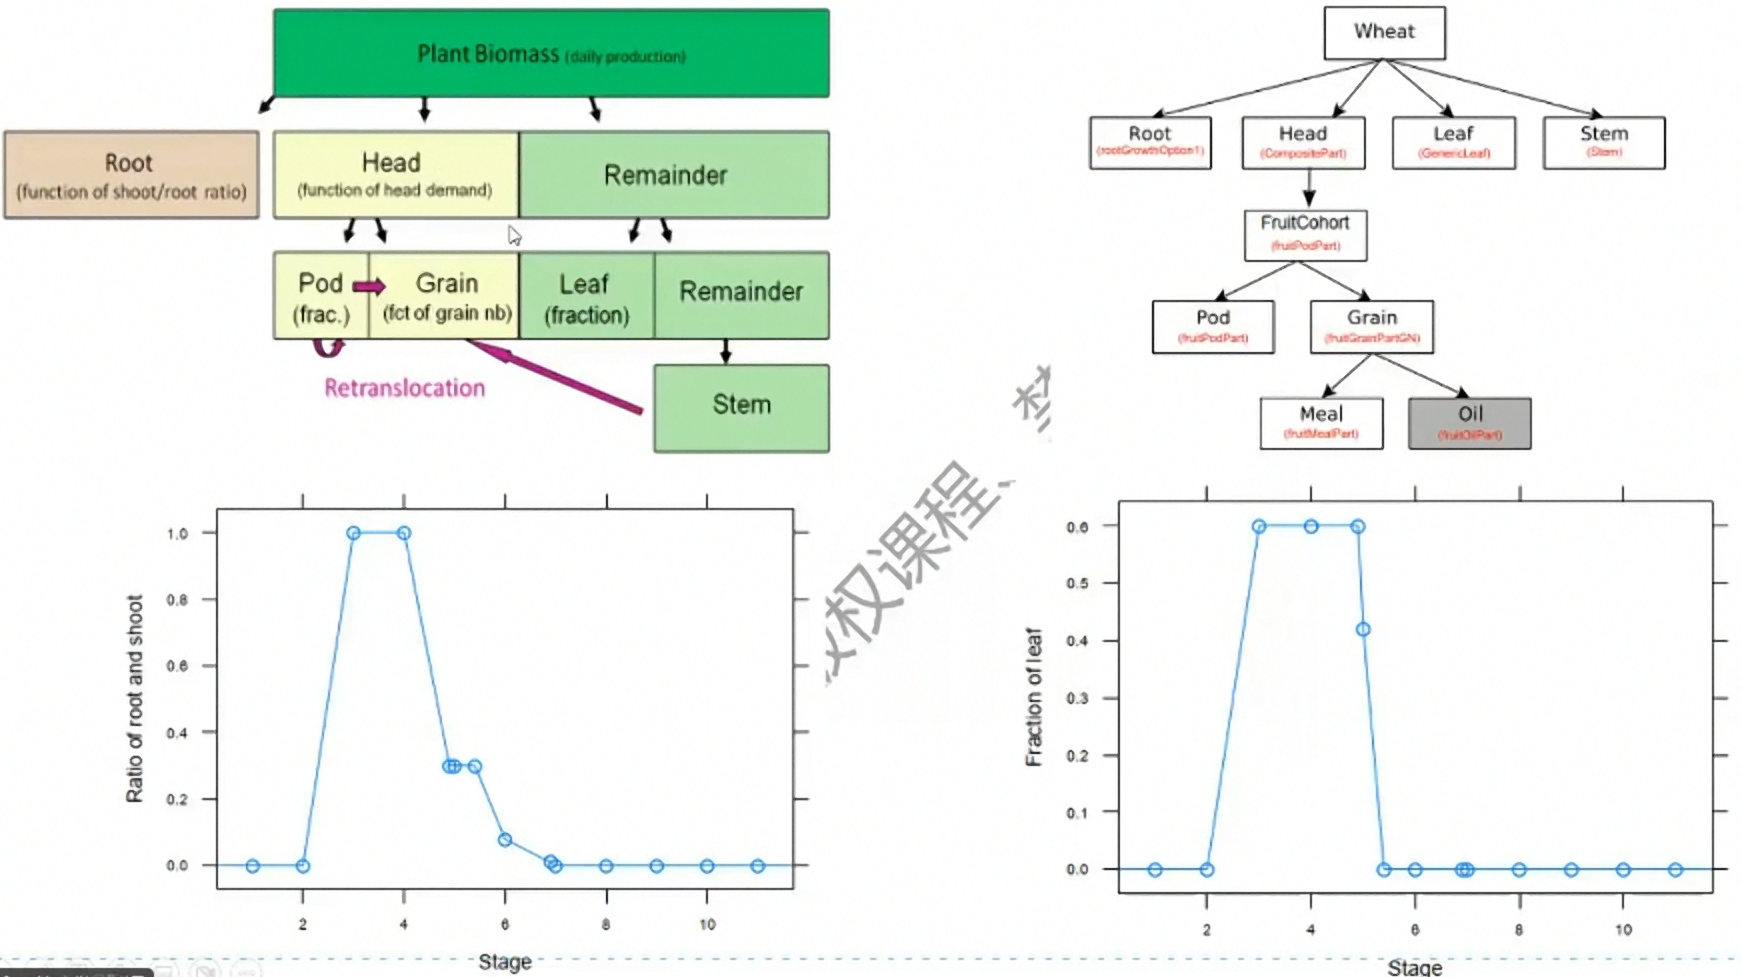 Plant Biomass (daily production)
Root
(function of shoot/root ratio)
Head
(function of head demand)
Remainder
Pod
(frac.)
Grain
(fct of grain nb)
Leaf
(fraction)
Remainder
Retranslocation
Stem
Wheat
Root
(rootGrowthOption1)
Head
(CompositePart)
Leaf
(GenericLeaf)
Stem
(Stem)
FruitCohort
(fruitPodPart)
Pod
(fruitPodPart)
Grain
(fruitGrainPartGN)
Meal
(fruitMealPart)
Oil
(fruitOilPart)
权课程、
Ratio of root and shoot
1.0
0.8
0.6
0.4
0.2
0.0
2 4 6 8 10
Stage
Fraction of leaf
0.6
0.5
0.4
0.3
0.2
0.1
0.0
2 4 6 8 10
Stage